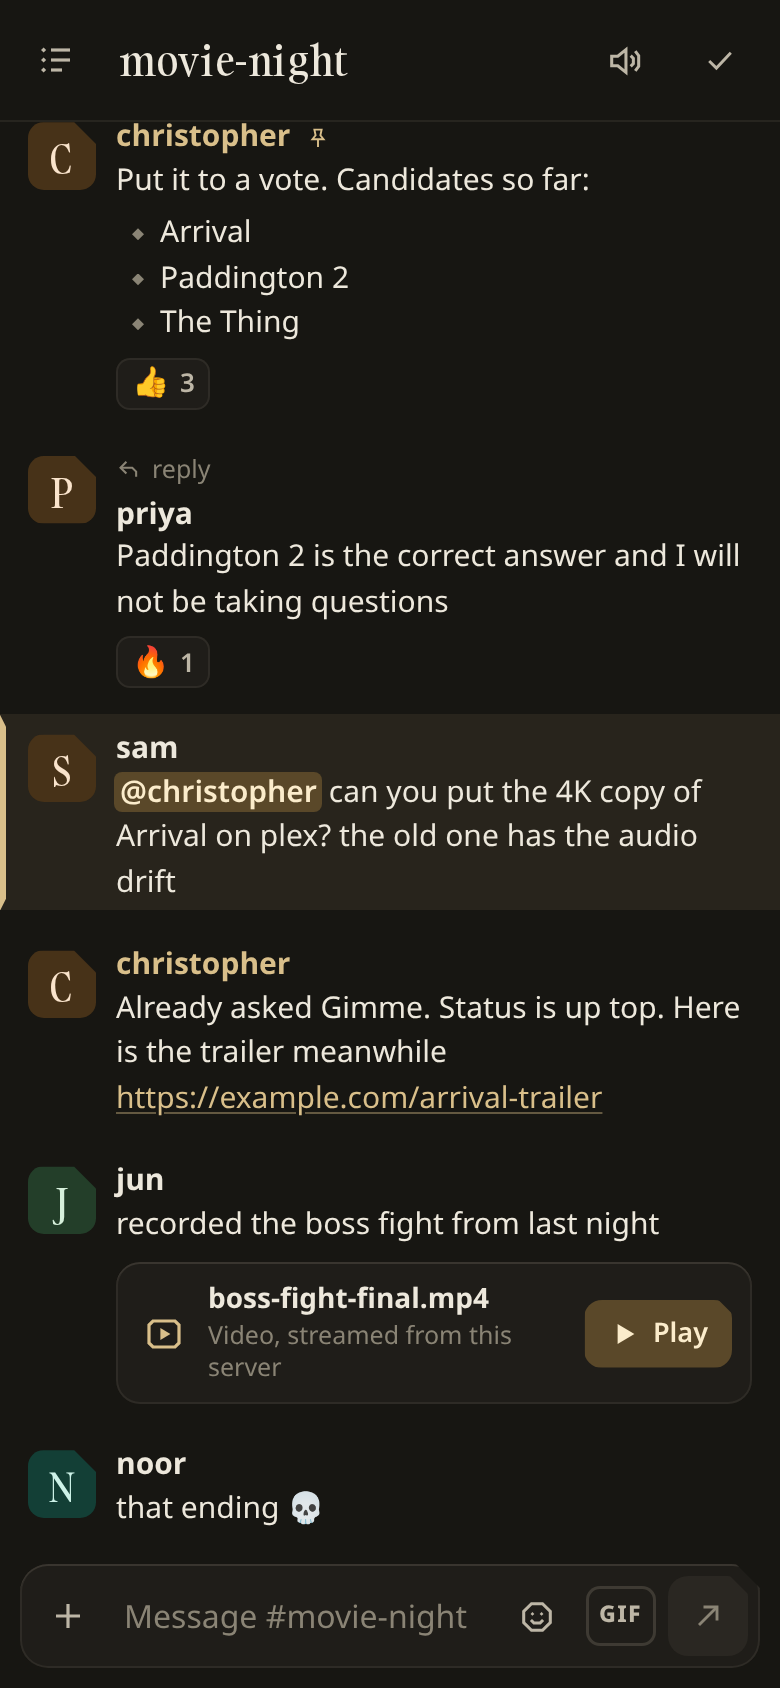 movie-night
C
christopher
Put it to a vote. Candidates so far:
Arrival
Paddington 2
The Thing
👍 3
reply
P
priya
Paddington 2 is the correct answer and I will
not be taking questions
🔥 1
S
sam
@christopher can you put the 4K copy of
Arrival on plex? the old one has the audio
drift
C
christopher
Already asked Gimme. Status is up top. Here
is the trailer meanwhile
https://example.com/arrival-trailer
J
jun
recorded the boss fight from last night
boss-fight-final.mp4
Video, streamed from this
server
Play
N
noor
that ending 💀
Message #movie-night
GIF